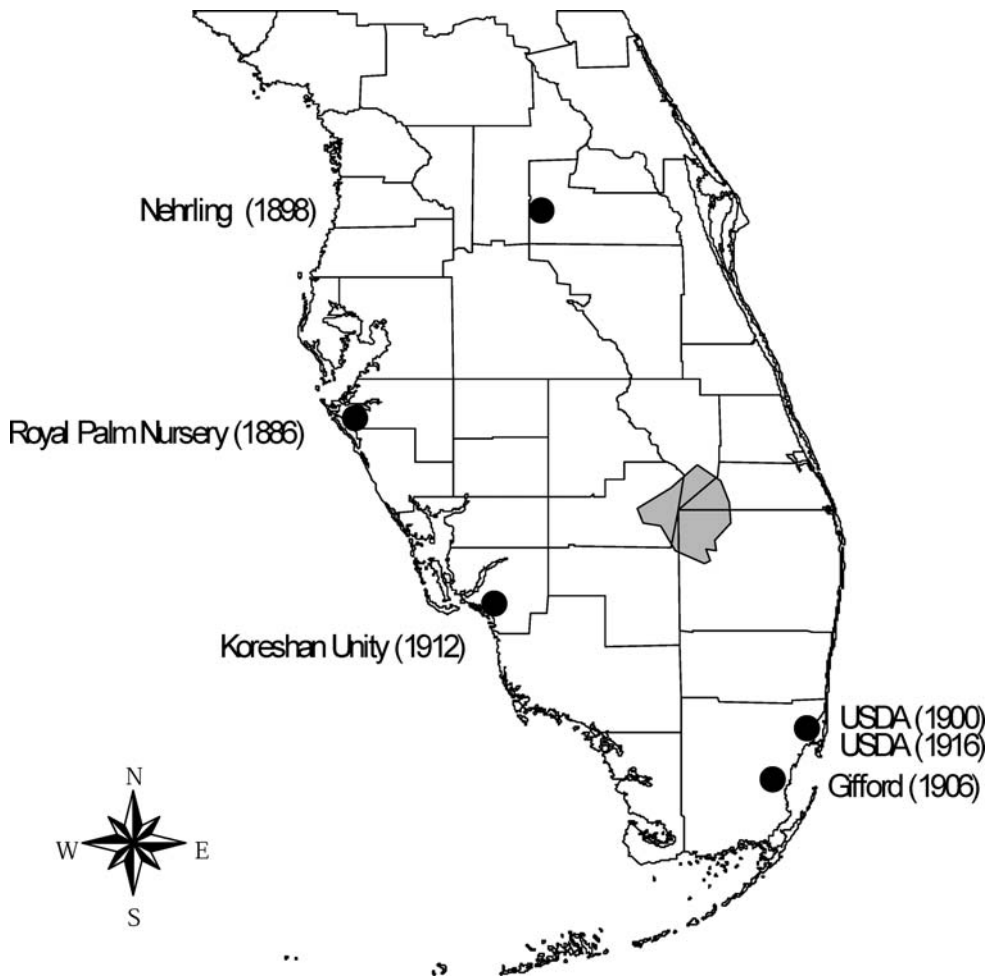 Nehrling (1898)
Royal Palm Nursery (1886)
Koreshan Unity (1912)
USDA (1900)
USDA (1916)
Gifford (1906)
N
W E
S